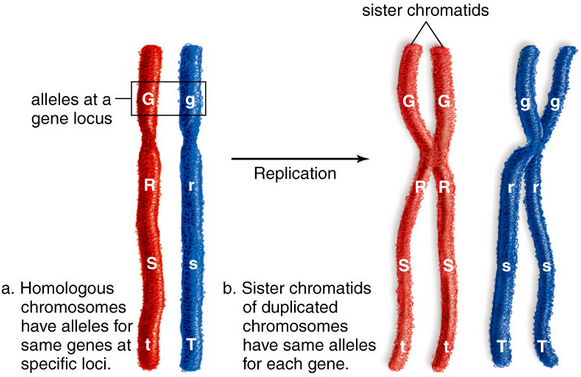 sister chromatids
alleles at a
gene locus
G g
R r
S s
t T
Replication
G G g g
R R r r
S S s s
t t T T
a. Homologous
chromosomes
have alleles for
same genes at
specific loci.
b. Sister chromatids
of duplicated
chromosomes
have same alleles
for each gene.